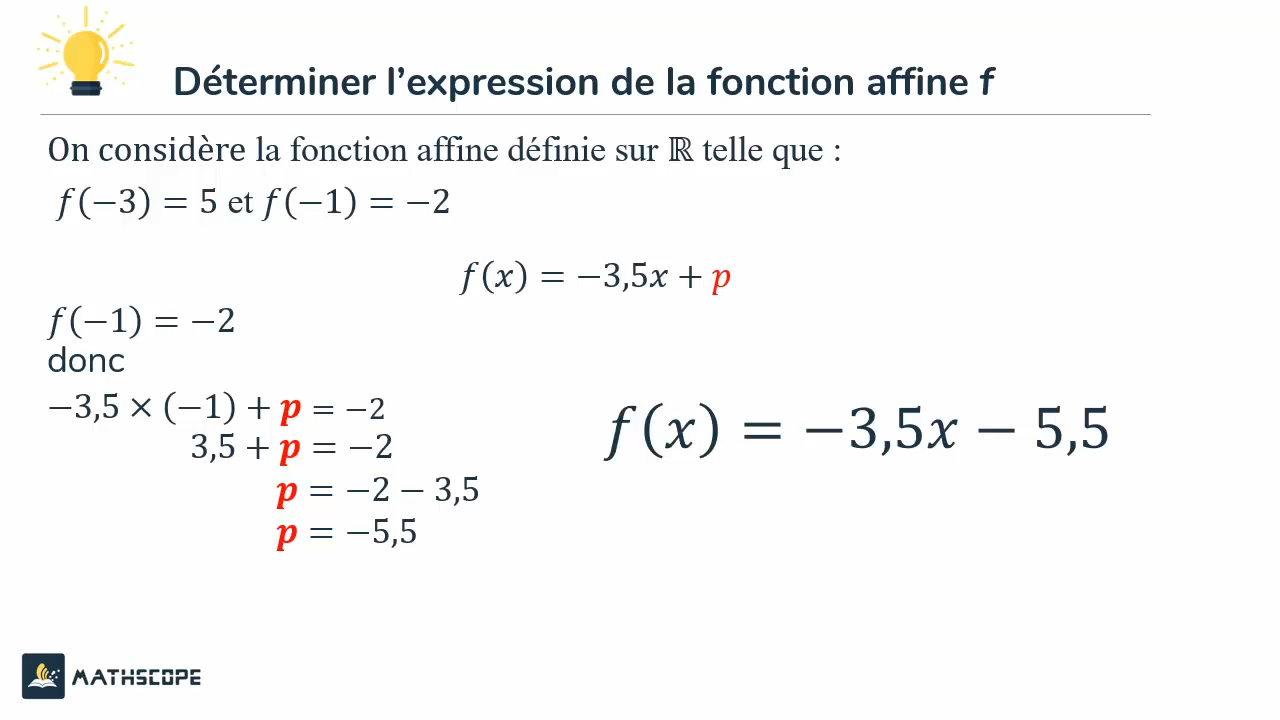 Déterminer l’expression de la fonction affine f
On considère la fonction affine définie sur ℝ telle que :
f(−3) = 5 et f(−1) = −2
f(x) = −3,5x + p
f(−1) = −2
donc
−3,5 × (−1) + p = −2
3,5 + p = −2
p = −2 − 3,5
p = −5,5
f(x) = −3,5x − 5,5
MATHSCOPE